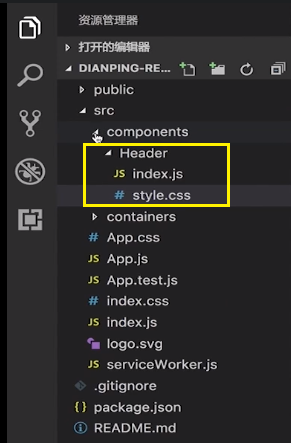 资源管理器
打开的编辑器
DIANPING-RE...
public
src
components
Header
JS index.js
# style.css
containers
# App.css
JS App.js
JS App.test.js
# index.css
JS index.js
logo.svg
JS serviceWorker.js
.gitignore
{} package.json
README.md